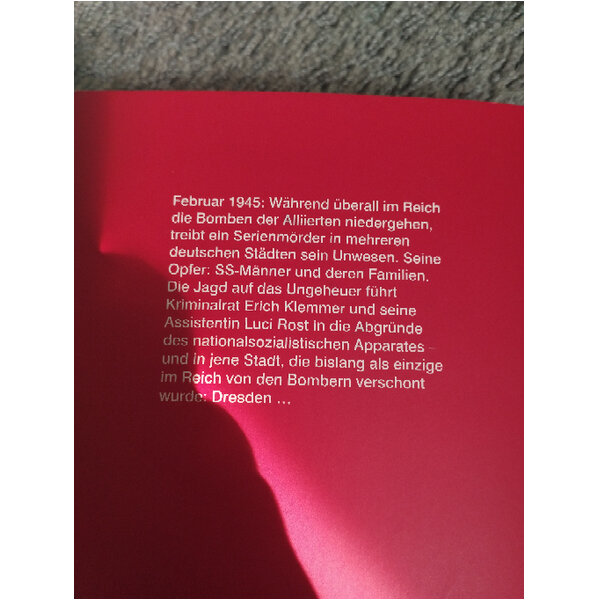 Februar 1945: Während überall im Reich
die Bomben der Alliierten niedergehen,
treibt ein Serienmörder in mehreren
deutschen Städten sein Unwesen. Seine
Opfer: SS-Männer und deren Familien.
Die Jagd auf das Ungeheuer führt
Kriminalrat Erich Klemmer und seine
Assistentin Luci Rost in die Abgründe
des nationalsozialistischen Apparates –
und in jene Stadt, die bislang als einzige
im Reich von den Bombern verschont
wurde: Dresden ...